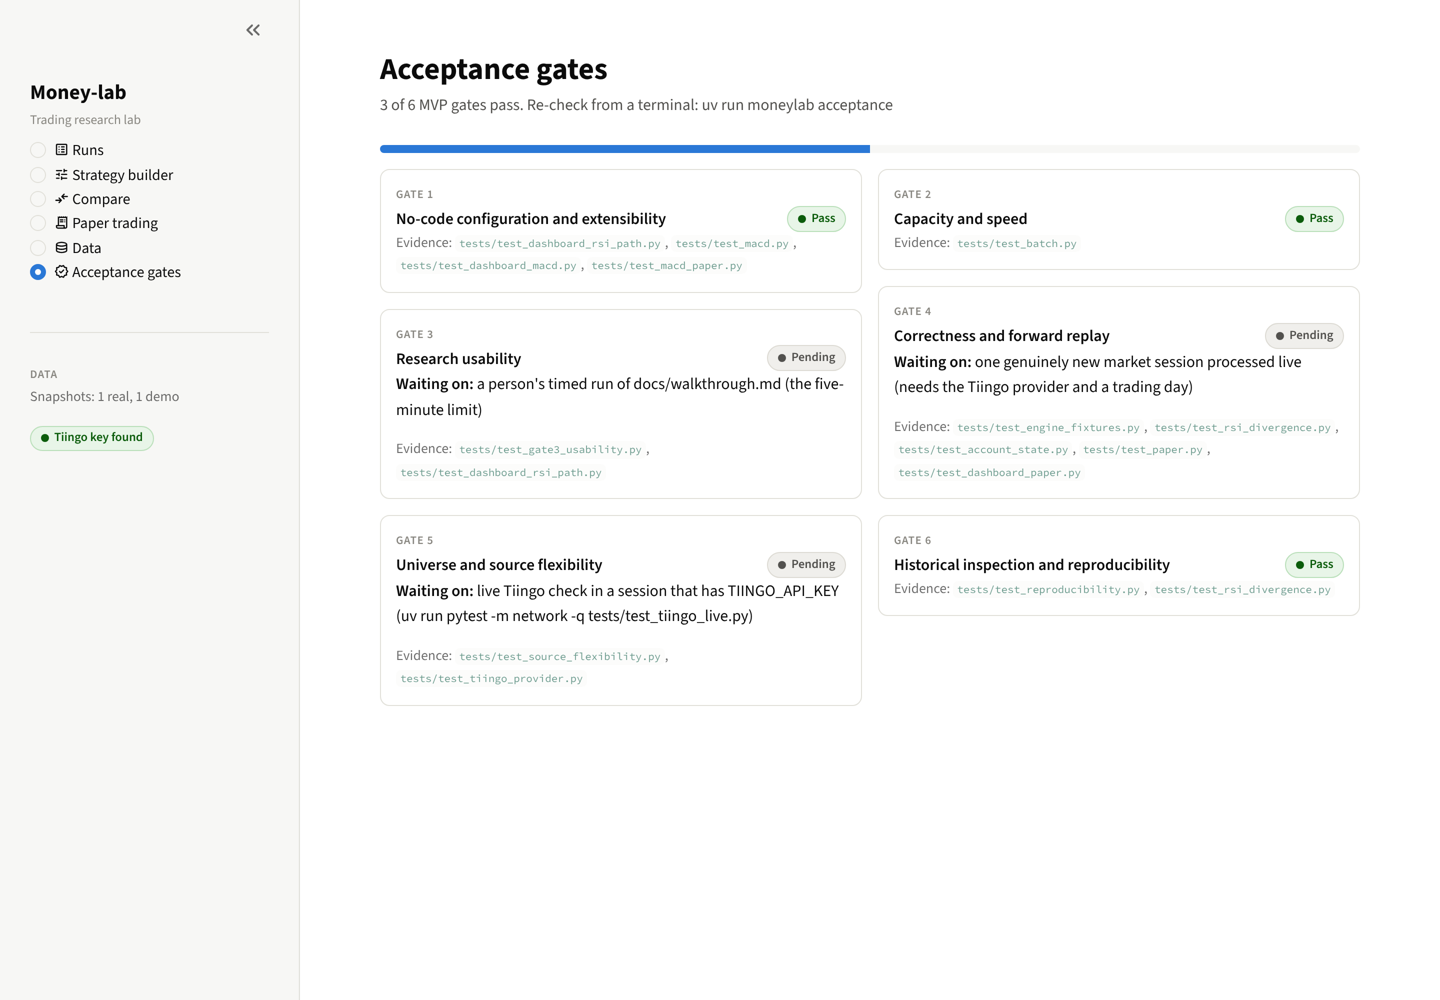 Money-lab
Trading research lab
Runs
Strategy builder
Compare
Paper trading
Data
Acceptance gates
DATA
Snapshots: 1 real, 1 demo
Tiingo key found
Acceptance gates
3 of 6 MVP gates pass. Re-check from a terminal: uv run moneylab acceptance
GATE 1
No-code configuration and extensibility
Pass
Evidence: tests/test_dashboard_rsi_path.py , tests/test_macd.py ,
tests/test_dashboard_macd.py , tests/test_macd_paper.py
GATE 2
Capacity and speed
Pass
Evidence: tests/test_batch.py
GATE 3
Research usability
Pending
Waiting on: a person's timed run of docs/walkthrough.md (the five-
minute limit)
Evidence: tests/test_gate3_usability.py ,
tests/test_dashboard_rsi_path.py
GATE 4
Correctness and forward replay
Pending
Waiting on: one genuinely new market session processed live
(needs the Tiingo provider and a trading day)
Evidence: tests/test_engine_fixtures.py , tests/test_rsi_divergence.py ,
tests/test_account_state.py , tests/test_paper.py ,
tests/test_dashboard_paper.py
GATE 5
Universe and source flexibility
Pending
Waiting on: live Tiingo check in a session that has TIINGO_API_KEY
(uv run pytest -m network -q tests/test_tiingo_live.py)
Evidence: tests/test_source_flexibility.py ,
tests/test_tiingo_provider.py
GATE 6
Historical inspection and reproducibility
Pass
Evidence: tests/test_reproducibility.py , tests/test_rsi_divergence.py